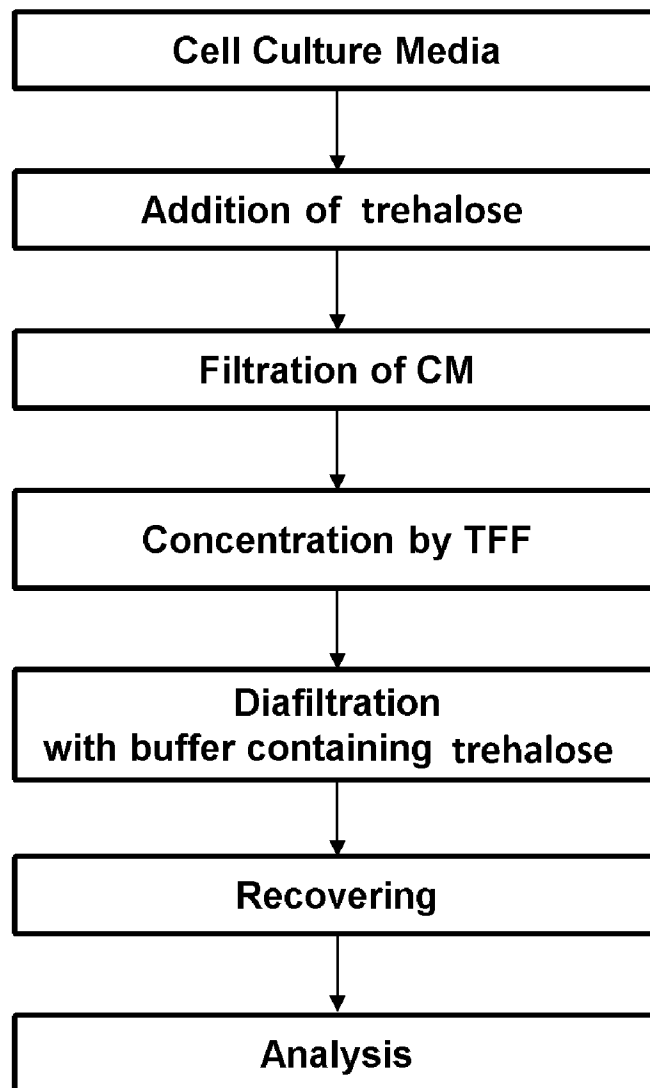 Cell Culture Media
Addition of trehalose
Filtration of CM
Concentration by TFF
Diafiltration
with buffer containing trehalose
Recovering
Analysis